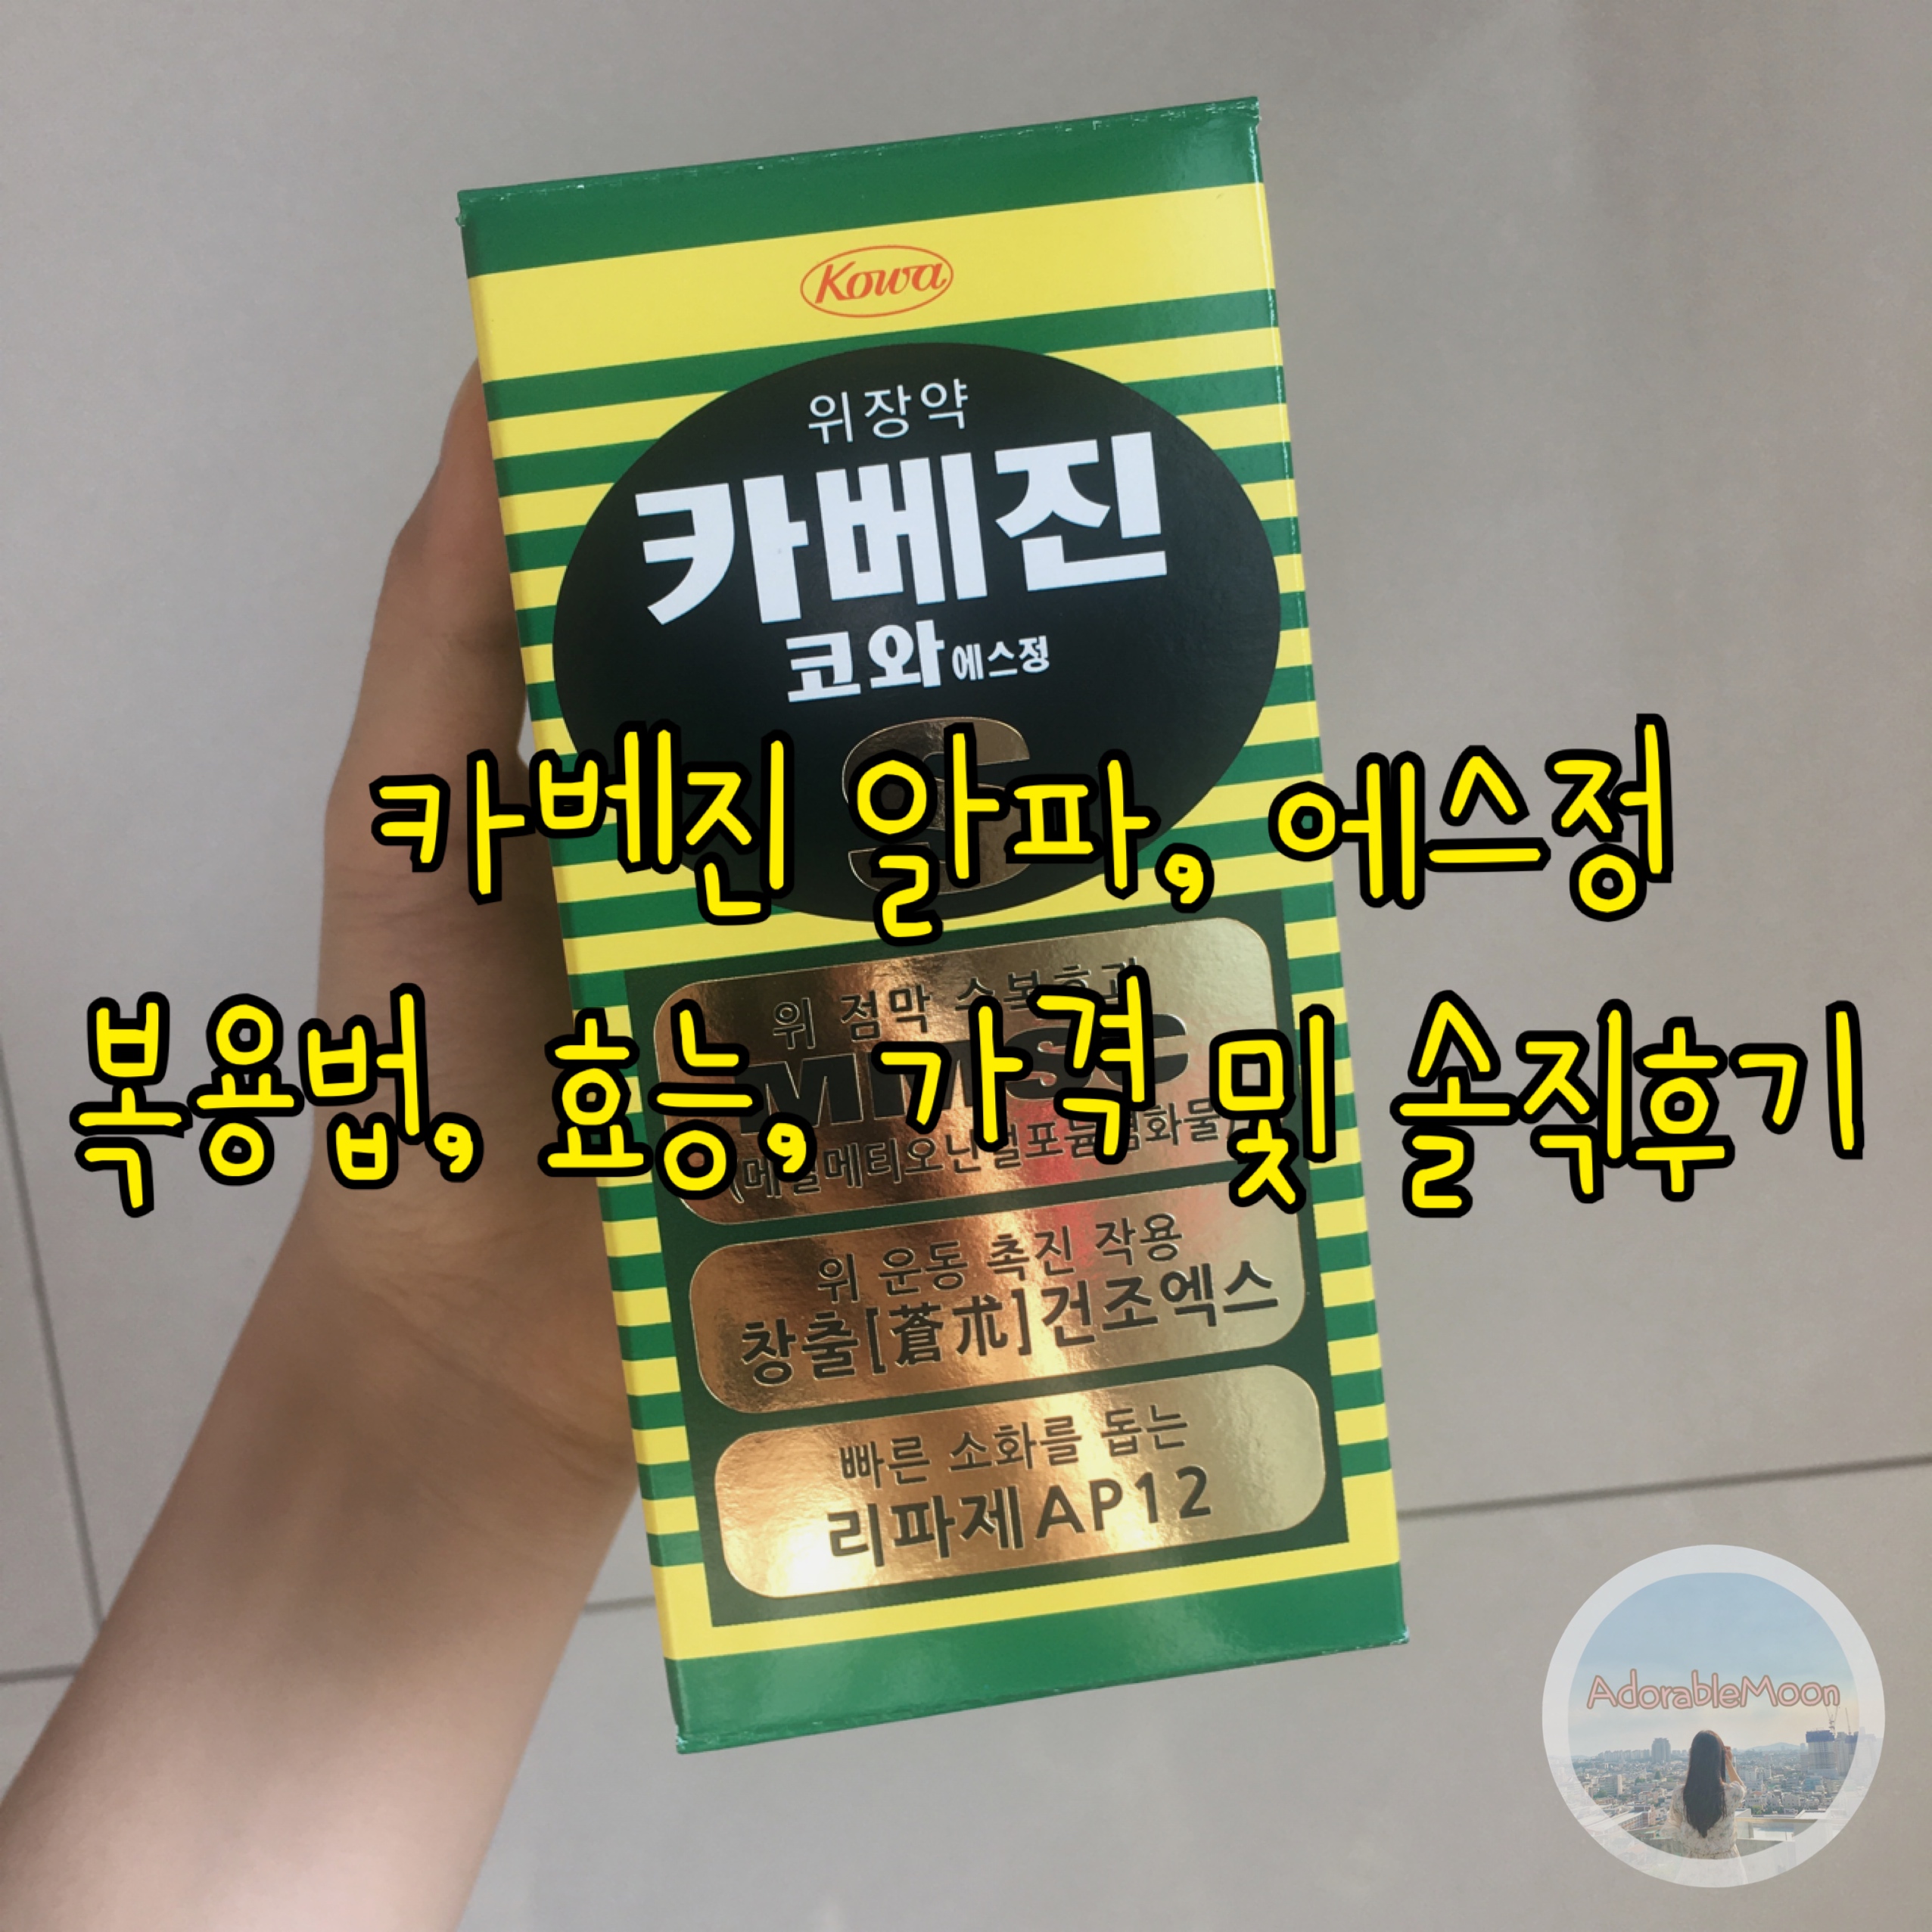 Kowa
위장약
카베진
코와 에스정
S
카베진 알파, 에스정
위 점막
복용법, 효능, 가격 및 솔직후기
위 운동 촉진 작용
창출[蒼朮]건조엑스
빠른 소화를 돕는
리파제AP12
AdorableMoon